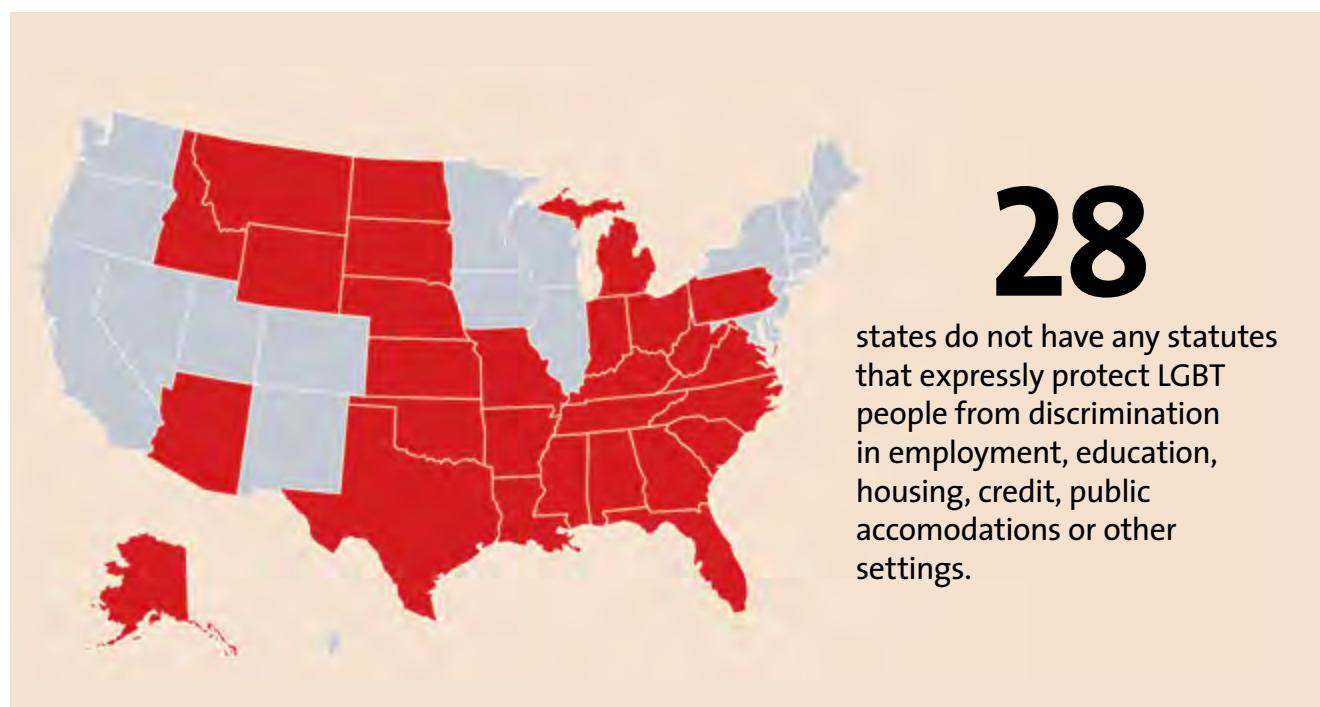 28
states do not have any statutes
that expressly protect LGBT
people from discrimination
in employment, education,
housing, credit, public
accomodations or other
settings.